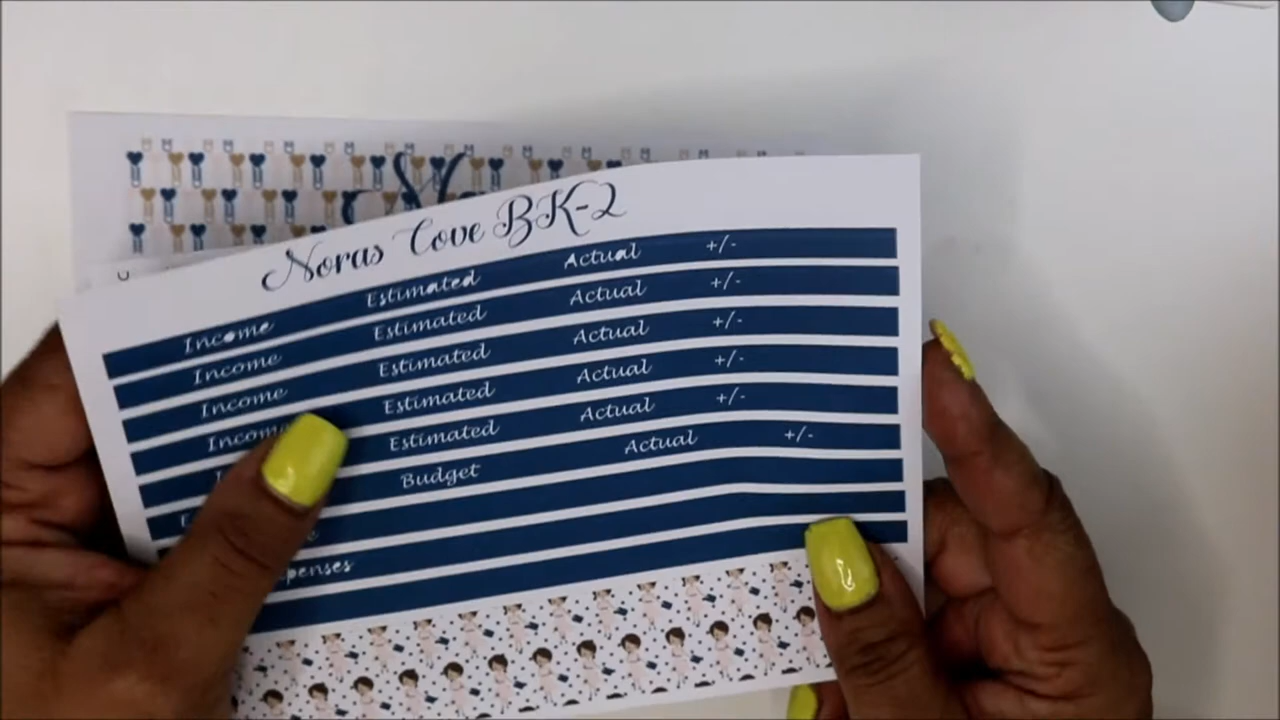 Noras Cove BK-2
Income Estimated Actual +/-
Income Estimated Actual +/-
Income Estimated Actual +/-
Income Estimated Actual +/-
Estimated Actual +/-
Budget Actual +/-